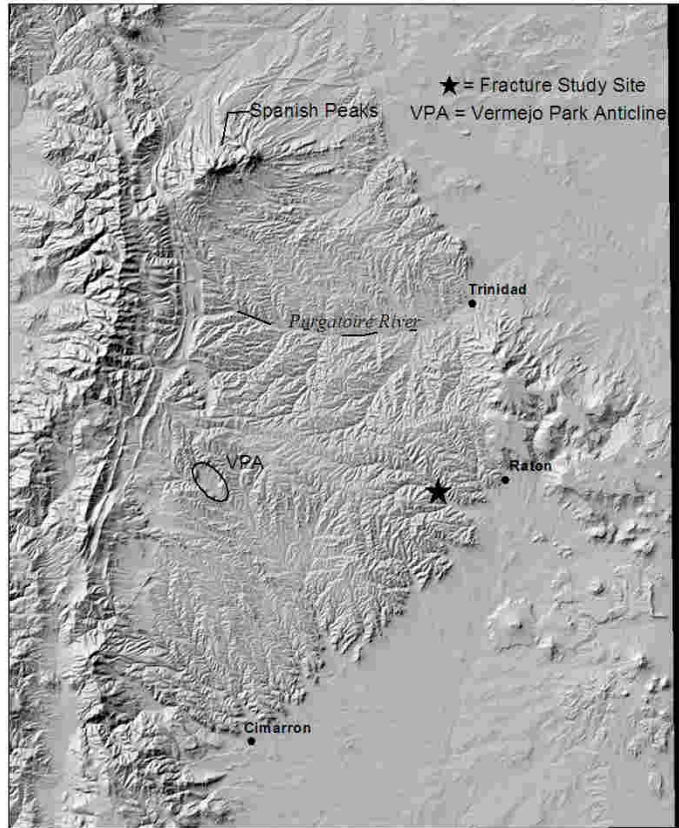 ★ = Fracture Study Site
Spanish Peaks
VPA = Vermejo Park Anticline
Trinidad
Purgatoire River
VPA
Raton
Cimarron